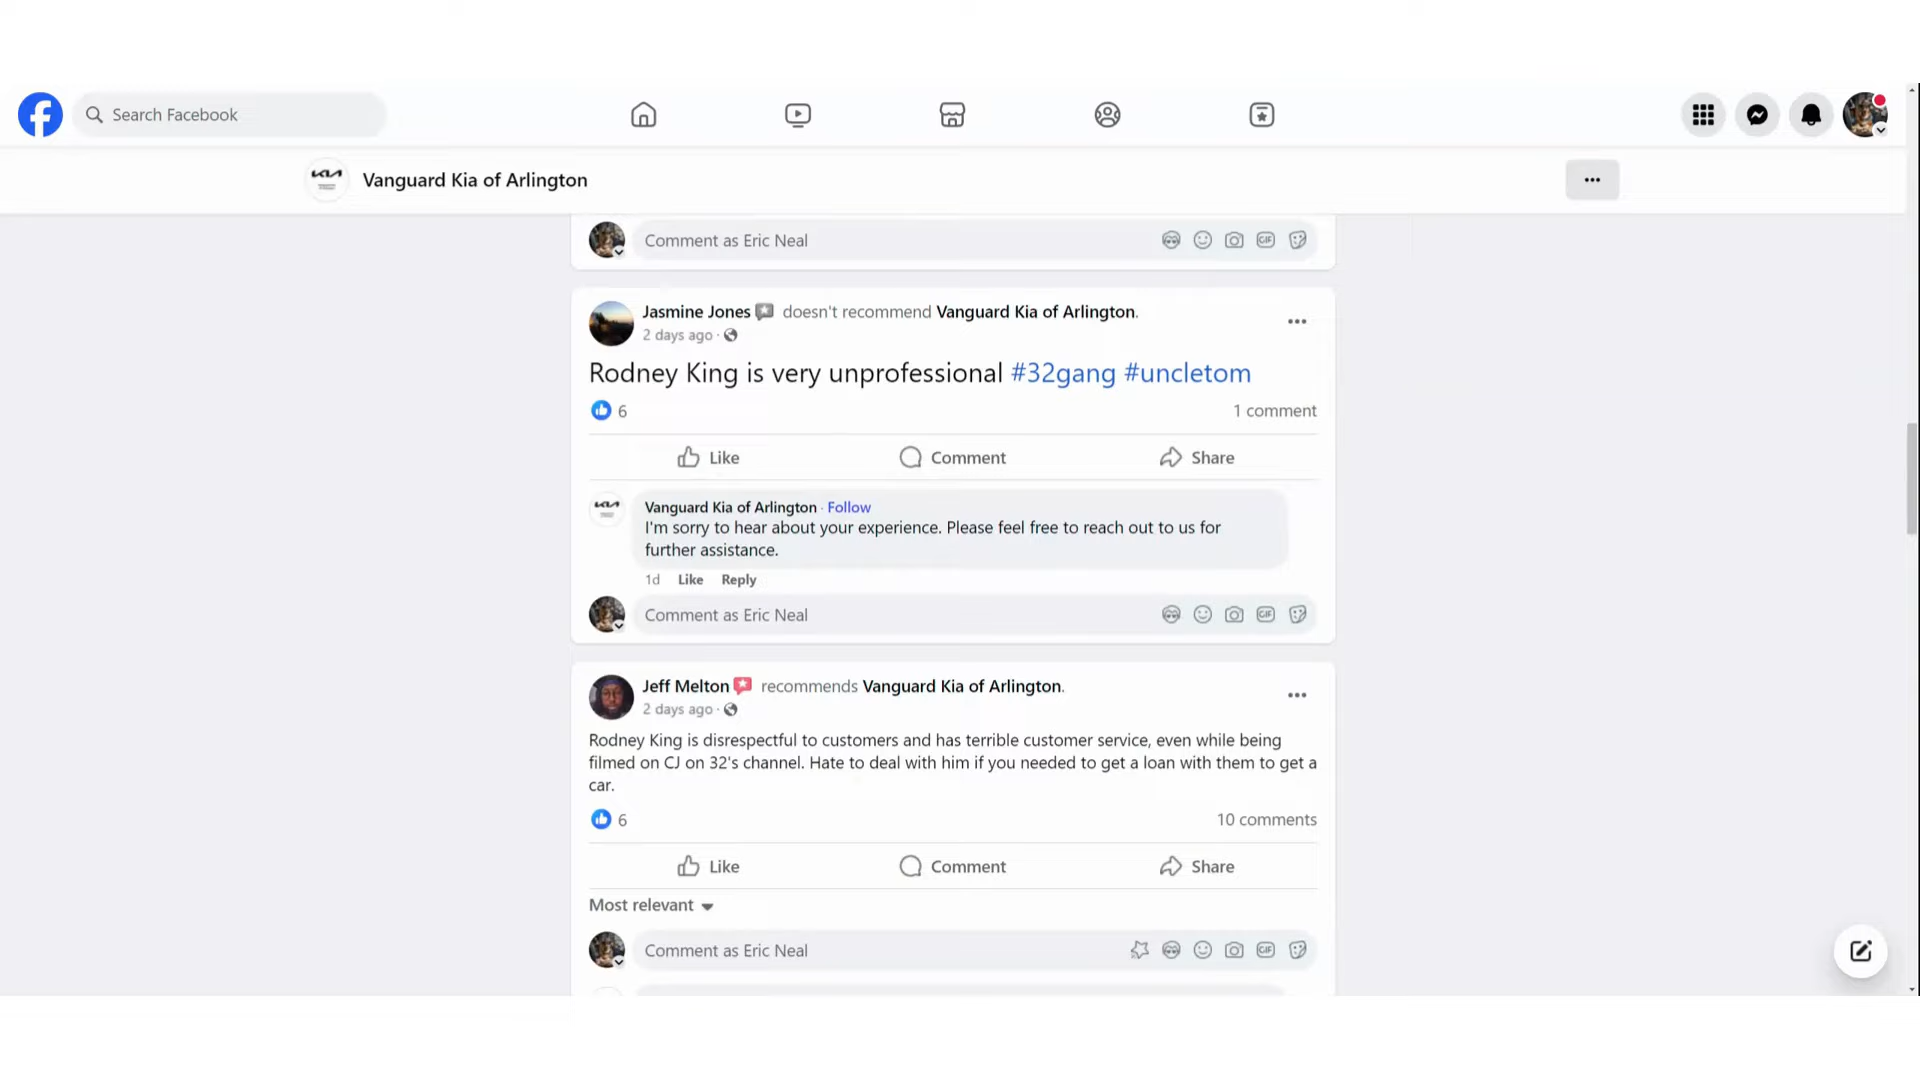 Search Facebook
Vanguard Kia of Arlington
Comment as Eric Neal
GIF
Jasmine Jones doesn't recommend Vanguard Kia of Arlington.
2 days ago ·
Rodney King is very unprofessional #32gang #uncletom
6
1 comment
Like
Comment
Share
Vanguard Kia of Arlington · Follow
I'm sorry to hear about your experience. Please feel free to reach out to us for
further assistance.
1d Like Reply
Comment as Eric Neal
GIF
Jeff Melton recommends Vanguard Kia of Arlington.
2 days ago ·
Rodney King is disrespectful to customers and has terrible customer service, even while being
filmed on CJ on 32's channel. Hate to deal with him if you needed to get a loan with them to get a
car.
6
10 comments
Like
Comment
Share
Most relevant
Comment as Eric Neal
GIF